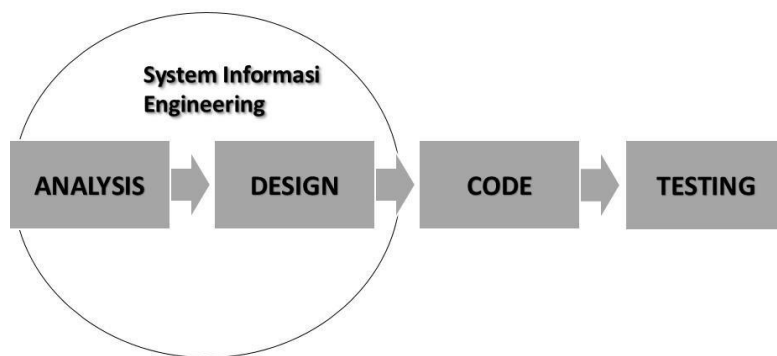 System Informasi
Engineering
ANALYSIS
DESIGN
CODE
TESTING